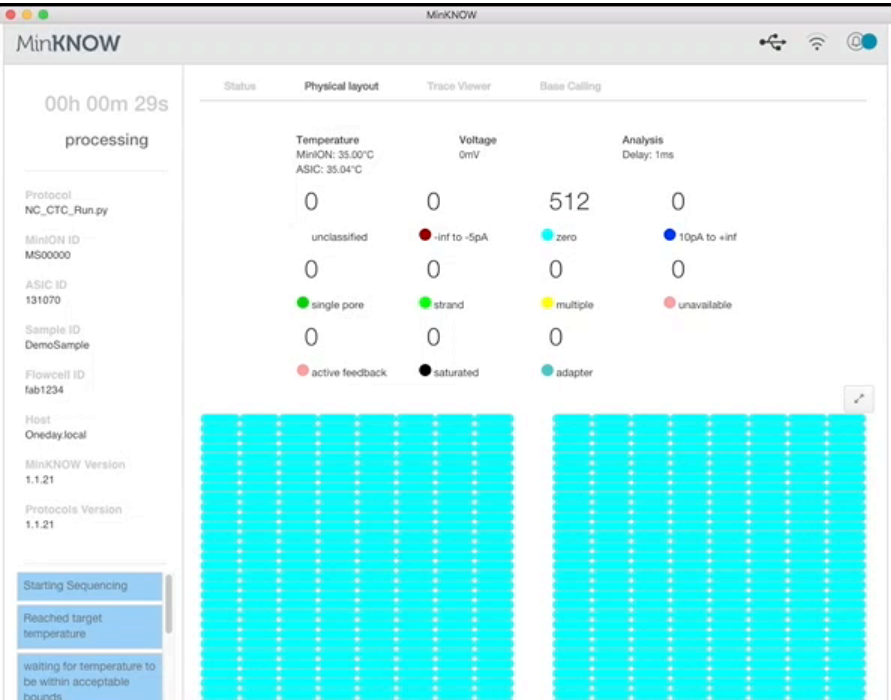 MinKNOW
MinKNOW
00h 00m 29s
processing
Protocol
NC_CTC_Run.py
MinION ID
MS00000
ASIC ID
131070
Sample ID
DemoSample
Flowcell ID
fab1234
Host
Oneday.local
MinKNOW Version
1.1.21
Protocols Version
1.1.21
Starting Sequencing
Reached target
temperature
waiting for temperature to
be within acceptable
bounds
Status Physical layout Trace Viewer Base Calling
Temperature Voltage Analysis
MinION: 35.00°C 0mV Delay: 1ms
ASIC: 35.04°C
0 0 512 0
unclassified -inf to -5pA zero 10pA to +inf
0 0 0 0
single pore strand multiple unavailable
0 0 0
active feedback saturated adapter